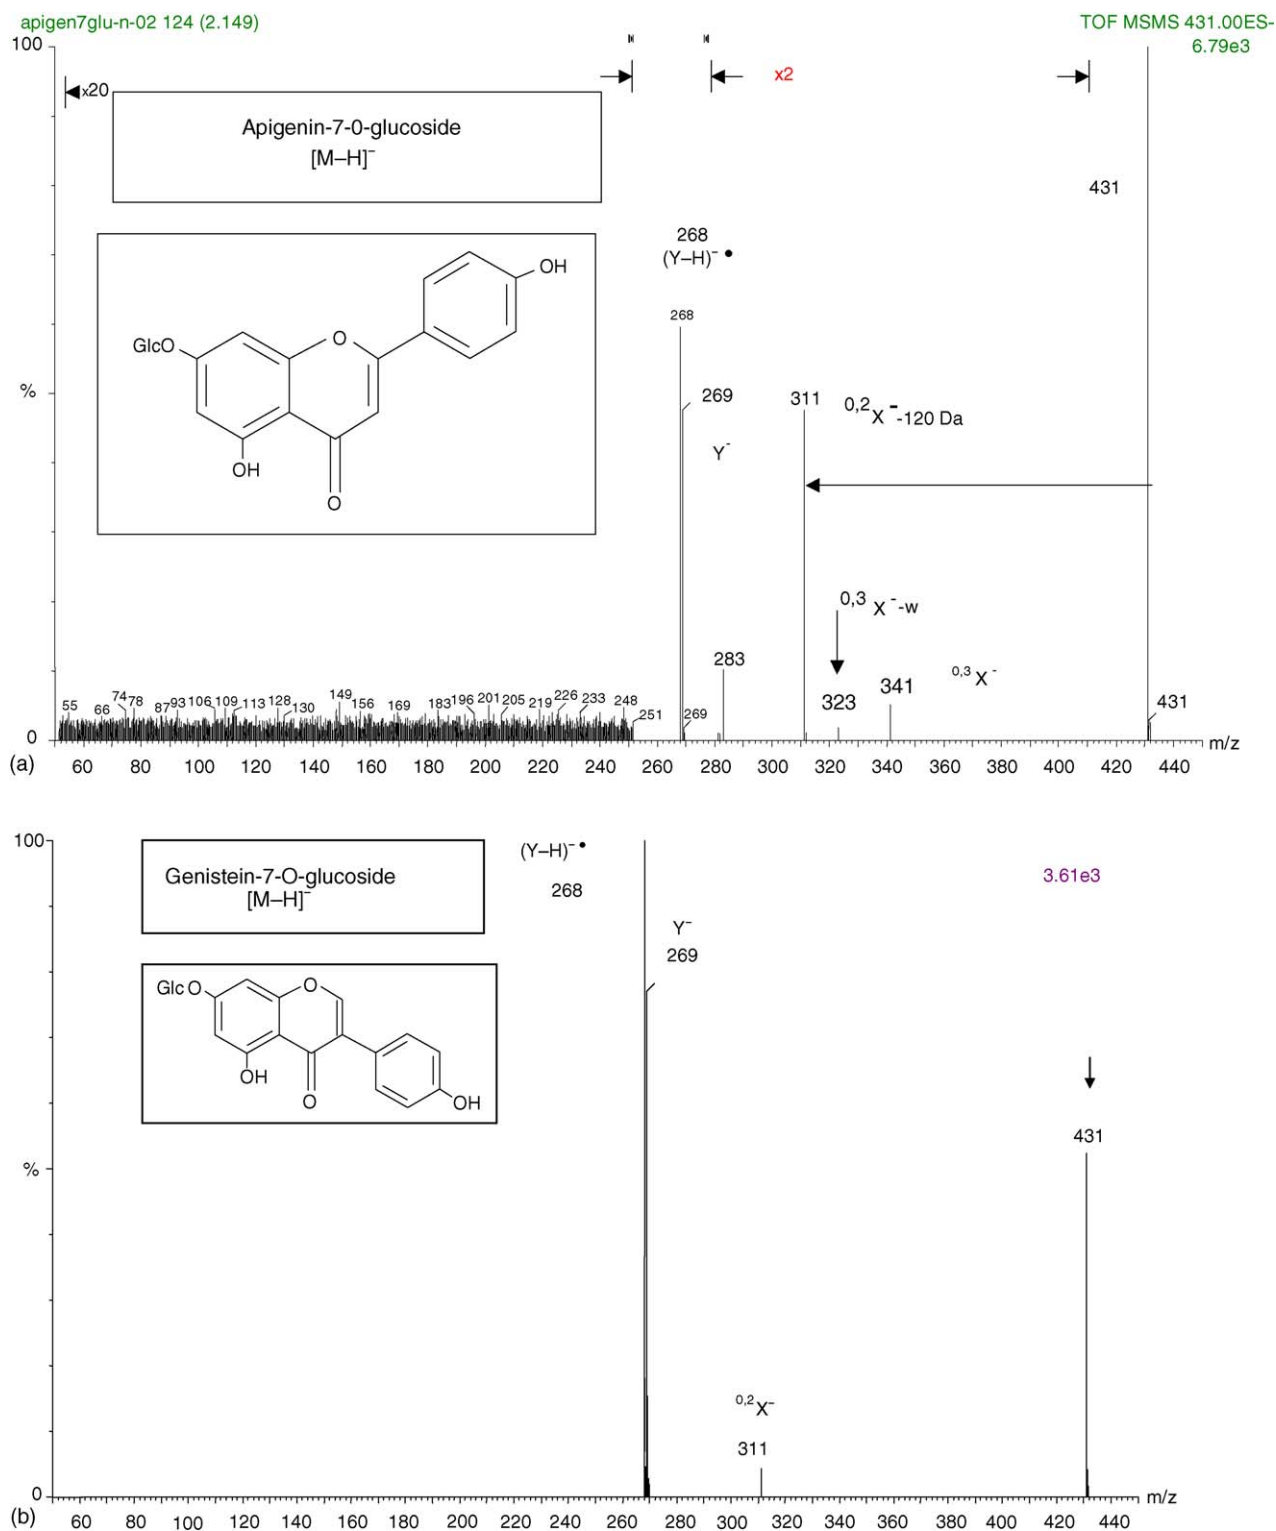 apigen7glu-n-02 124 (2.149)
TOF MSMS 431.00ES-
6.79e3
100
x20
x2
Apigenin-7-0-glucoside
[M–H]⁻
431
268
(Y–H)⁻ •
268
OH
GlcO
O
%
269
311
0,2 X⁻ -120 Da
Y⁻
OH
O
0,3 X⁻-w
283
323
341
0,3 X⁻
431
55
66
74
78
87
93
106
109
113
128
130
149
156
169
183
196
201
205
219
226
233
248
251
269
0
m/z
(a)
60 80 100 120 140 160 180 200 220 240 260 280 300 320 340 360 380 400 420 440
100
(Y–H)⁻ •
Genistein-7-O-glucoside
[M–H]⁻
268
3.61e3
Y⁻
269
Glc O
O
OH
O
OH
431
%
0,2 X⁻
311
0
m/z
(b)
60 80 100 120 140 160 180 200 220 240 260 280 300 320 340 360 380 400 420 440